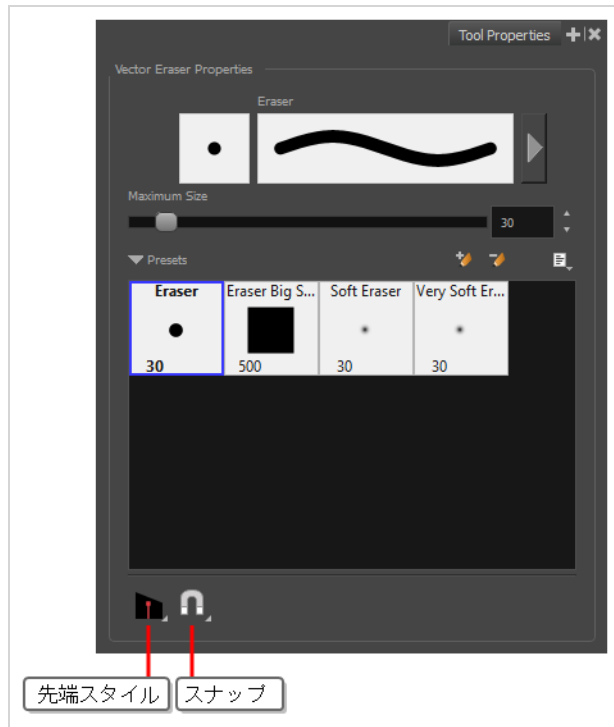 Tool Properties
Vector Eraser Properties
Eraser
Maximum Size
30
Presets
Eraser
Eraser Big S...
Soft Eraser
Very Soft Er...
30
500
30
30
先端スタイル
スナップ